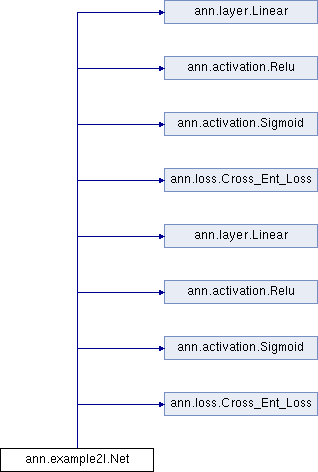 ann.layer.Linear
ann.activation.Relu
ann.activation.Sigmoid
ann.loss.Cross_Ent_Loss
ann.layer.Linear
ann.activation.Relu
ann.activation.Sigmoid
ann.loss.Cross_Ent_Loss
ann.example2l.Net